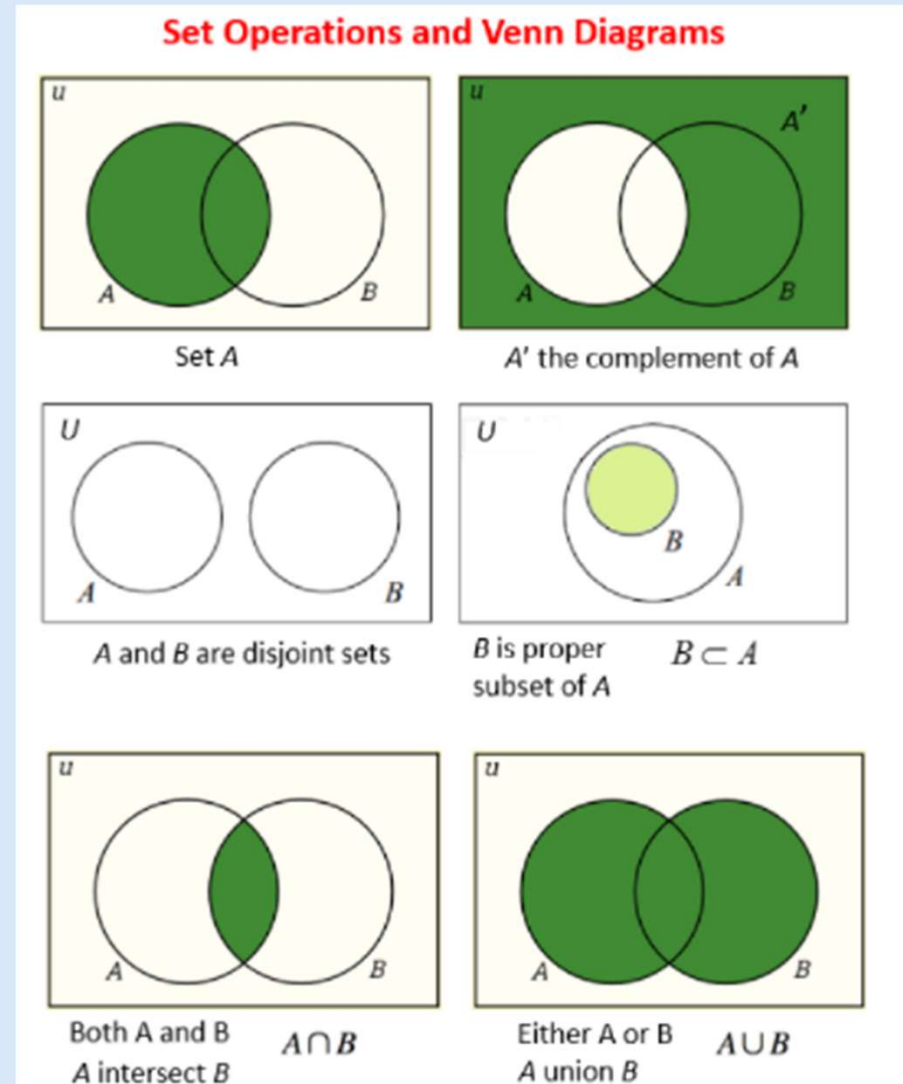 Set Operations and Venn Diagrams
u
A
B
Set A
u
A'
A
B
A' the complement of A
U
A
B
A and B are disjoint sets
U
B
A
B is proper
subset of A
B ⊂ A
u
A
B
Both A and B
A intersect B
A∩B
u
A
B
Either A or B
A union B
A∪B